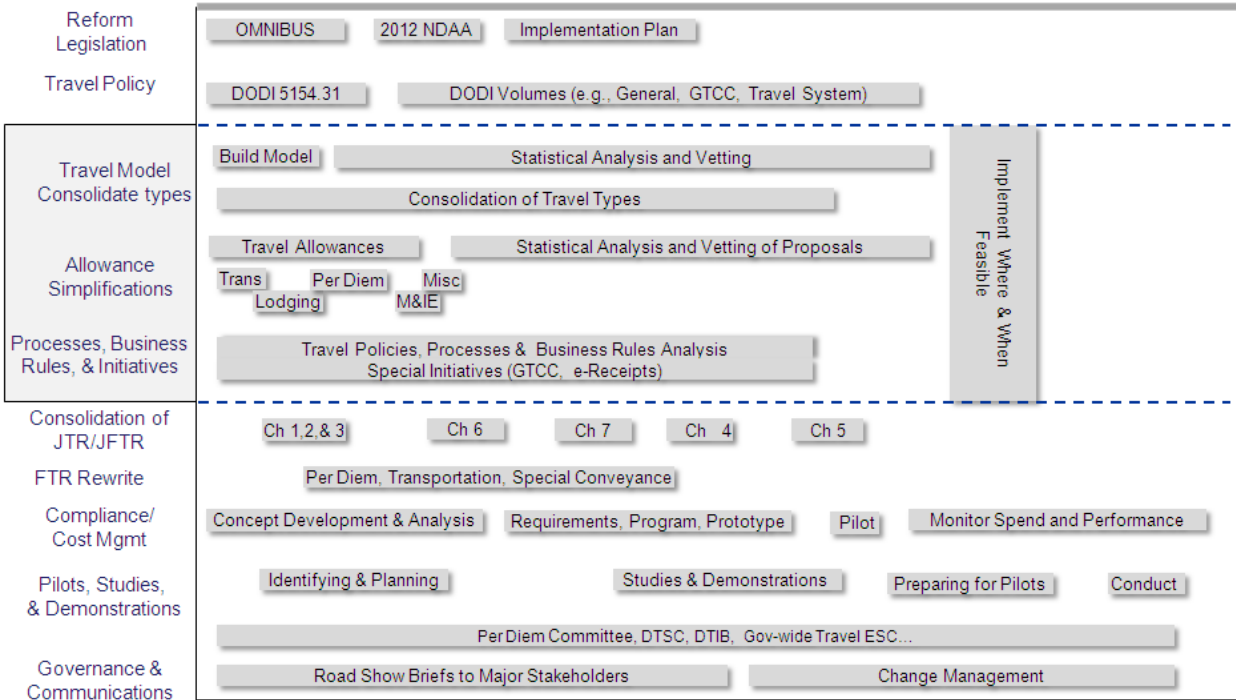 Reform
Legislation
OMNIBUS
2012 NDAA
Implementation Plan
Travel Policy
DODI 5154.31
DODI Volumes (e.g., General, GTCC, Travel System)
Travel Model
Consolidate types
Build Model
Statistical Analysis and Vetting
Consolidation of Travel Types
Implement Where & When
Feasible
Allowance
Simplifications
Travel Allowances
Statistical Analysis and Vetting of Proposals
Trans
Per Diem
Misc
Lodging
M&IE
Processes, Business
Rules, & Initiatives
Travel Policies, Processes & Business Rules Analysis
Special Initiatives (GTCC, e-Receipts)
Consolidation of
JTR/JFTR
Ch 1,2,& 3
Ch 6
Ch 7
Ch 4
Ch 5
FTR Rewrite
Per Diem, Transportation, Special Conveyance
Compliance/
Cost Mgmt
Concept Development & Analysis
Requirements, Program, Prototype
Pilot
Monitor Spend and Performance
Pilots, Studies,
& Demonstrations
Identifying & Planning
Studies & Demonstrations
Preparing for Pilots
Conduct
Per Diem Committee, DTSC, DTIB, Gov-wide Travel ESC...
Governance &
Communications
Road Show Briefs to Major Stakeholders
Change Management